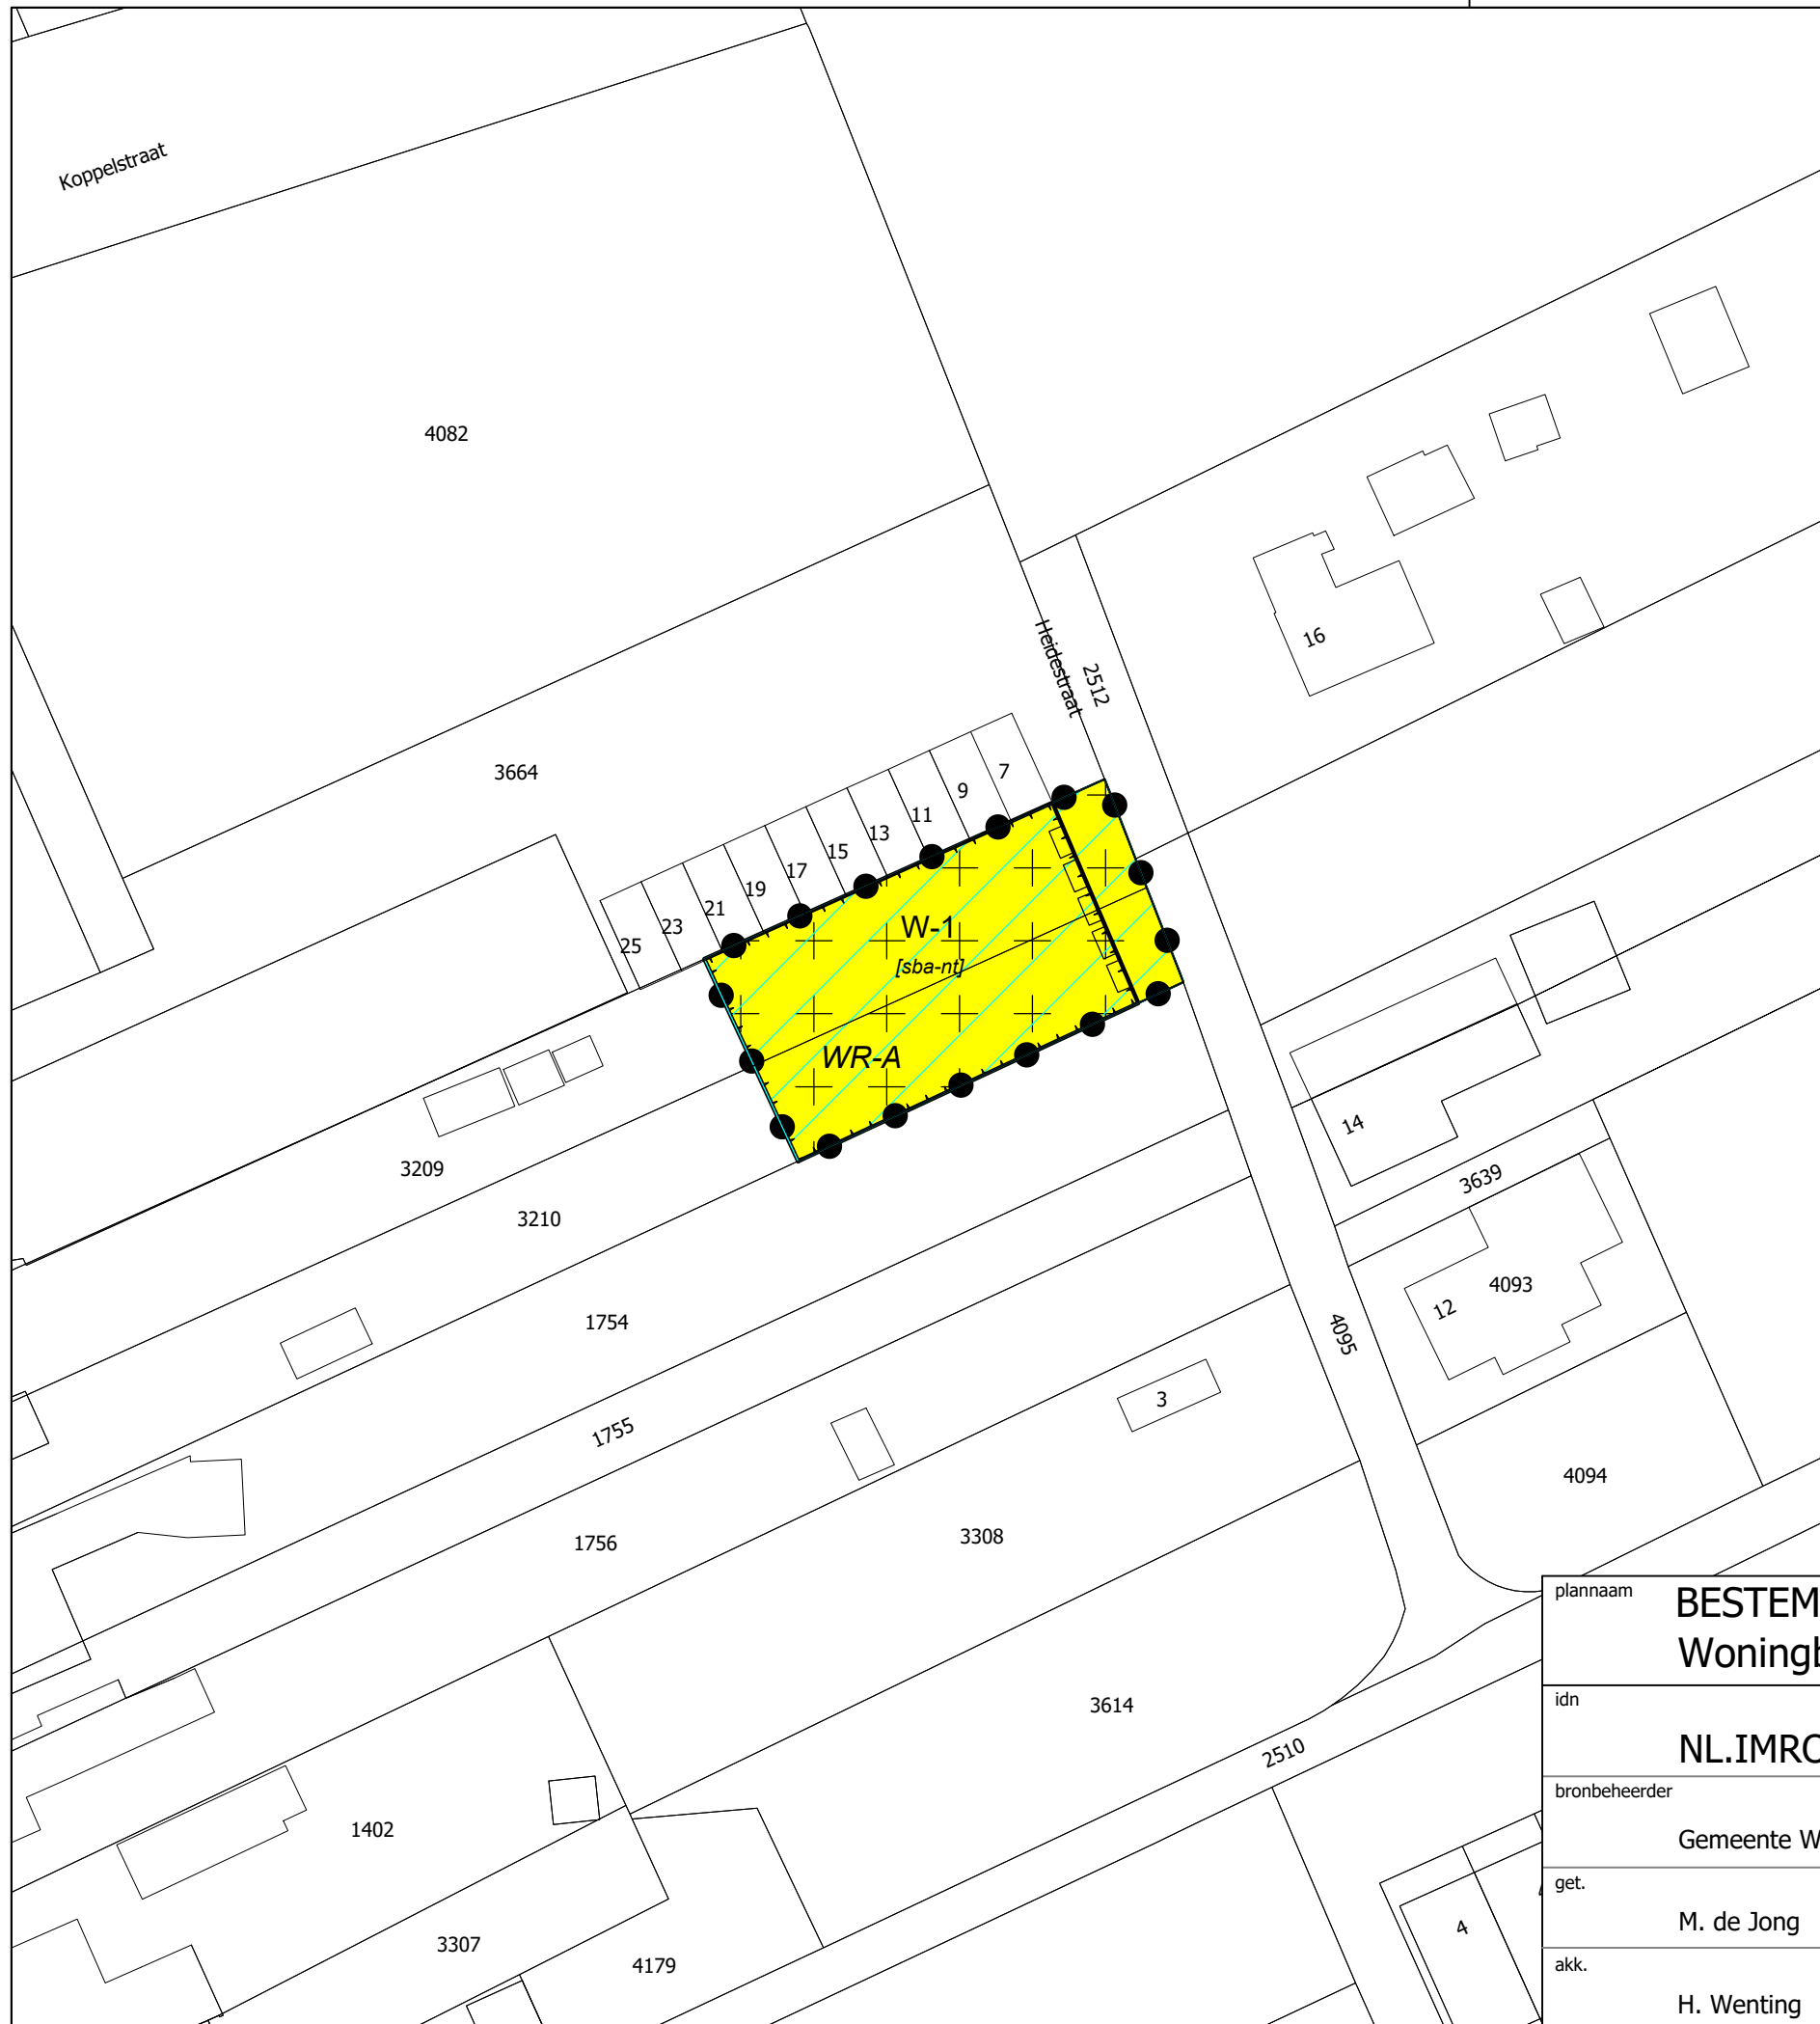 Koppelstraat
4082
16
Heidestraat
2512
3664
7
9
11
13
15
17
19
21
23
25
W-1
[sba-nt]
WR-A
14
3209
3210
3639
4093
12
1754
4095
3
1755
4094
1756
3308
3614
2510
1402
3307
4179
4
plannaam
BESTEM
Woningb
idn
NL.IMRO
bronbeheerder
Gemeente W
get.
M. de Jong
akk.
H. Wenting